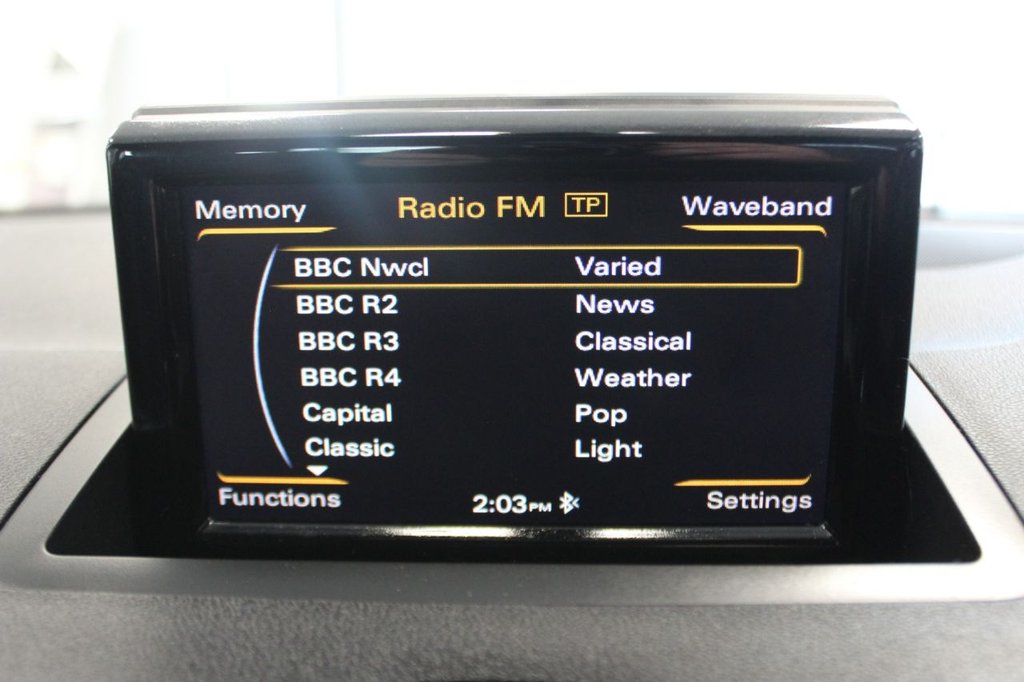 Memory Radio FM TP Waveband
BBC Nwcl Varied
BBC R2 News
BBC R3 Classical
BBC R4 Weather
Capital Pop
Classic Light
Functions 2:03PM Settings